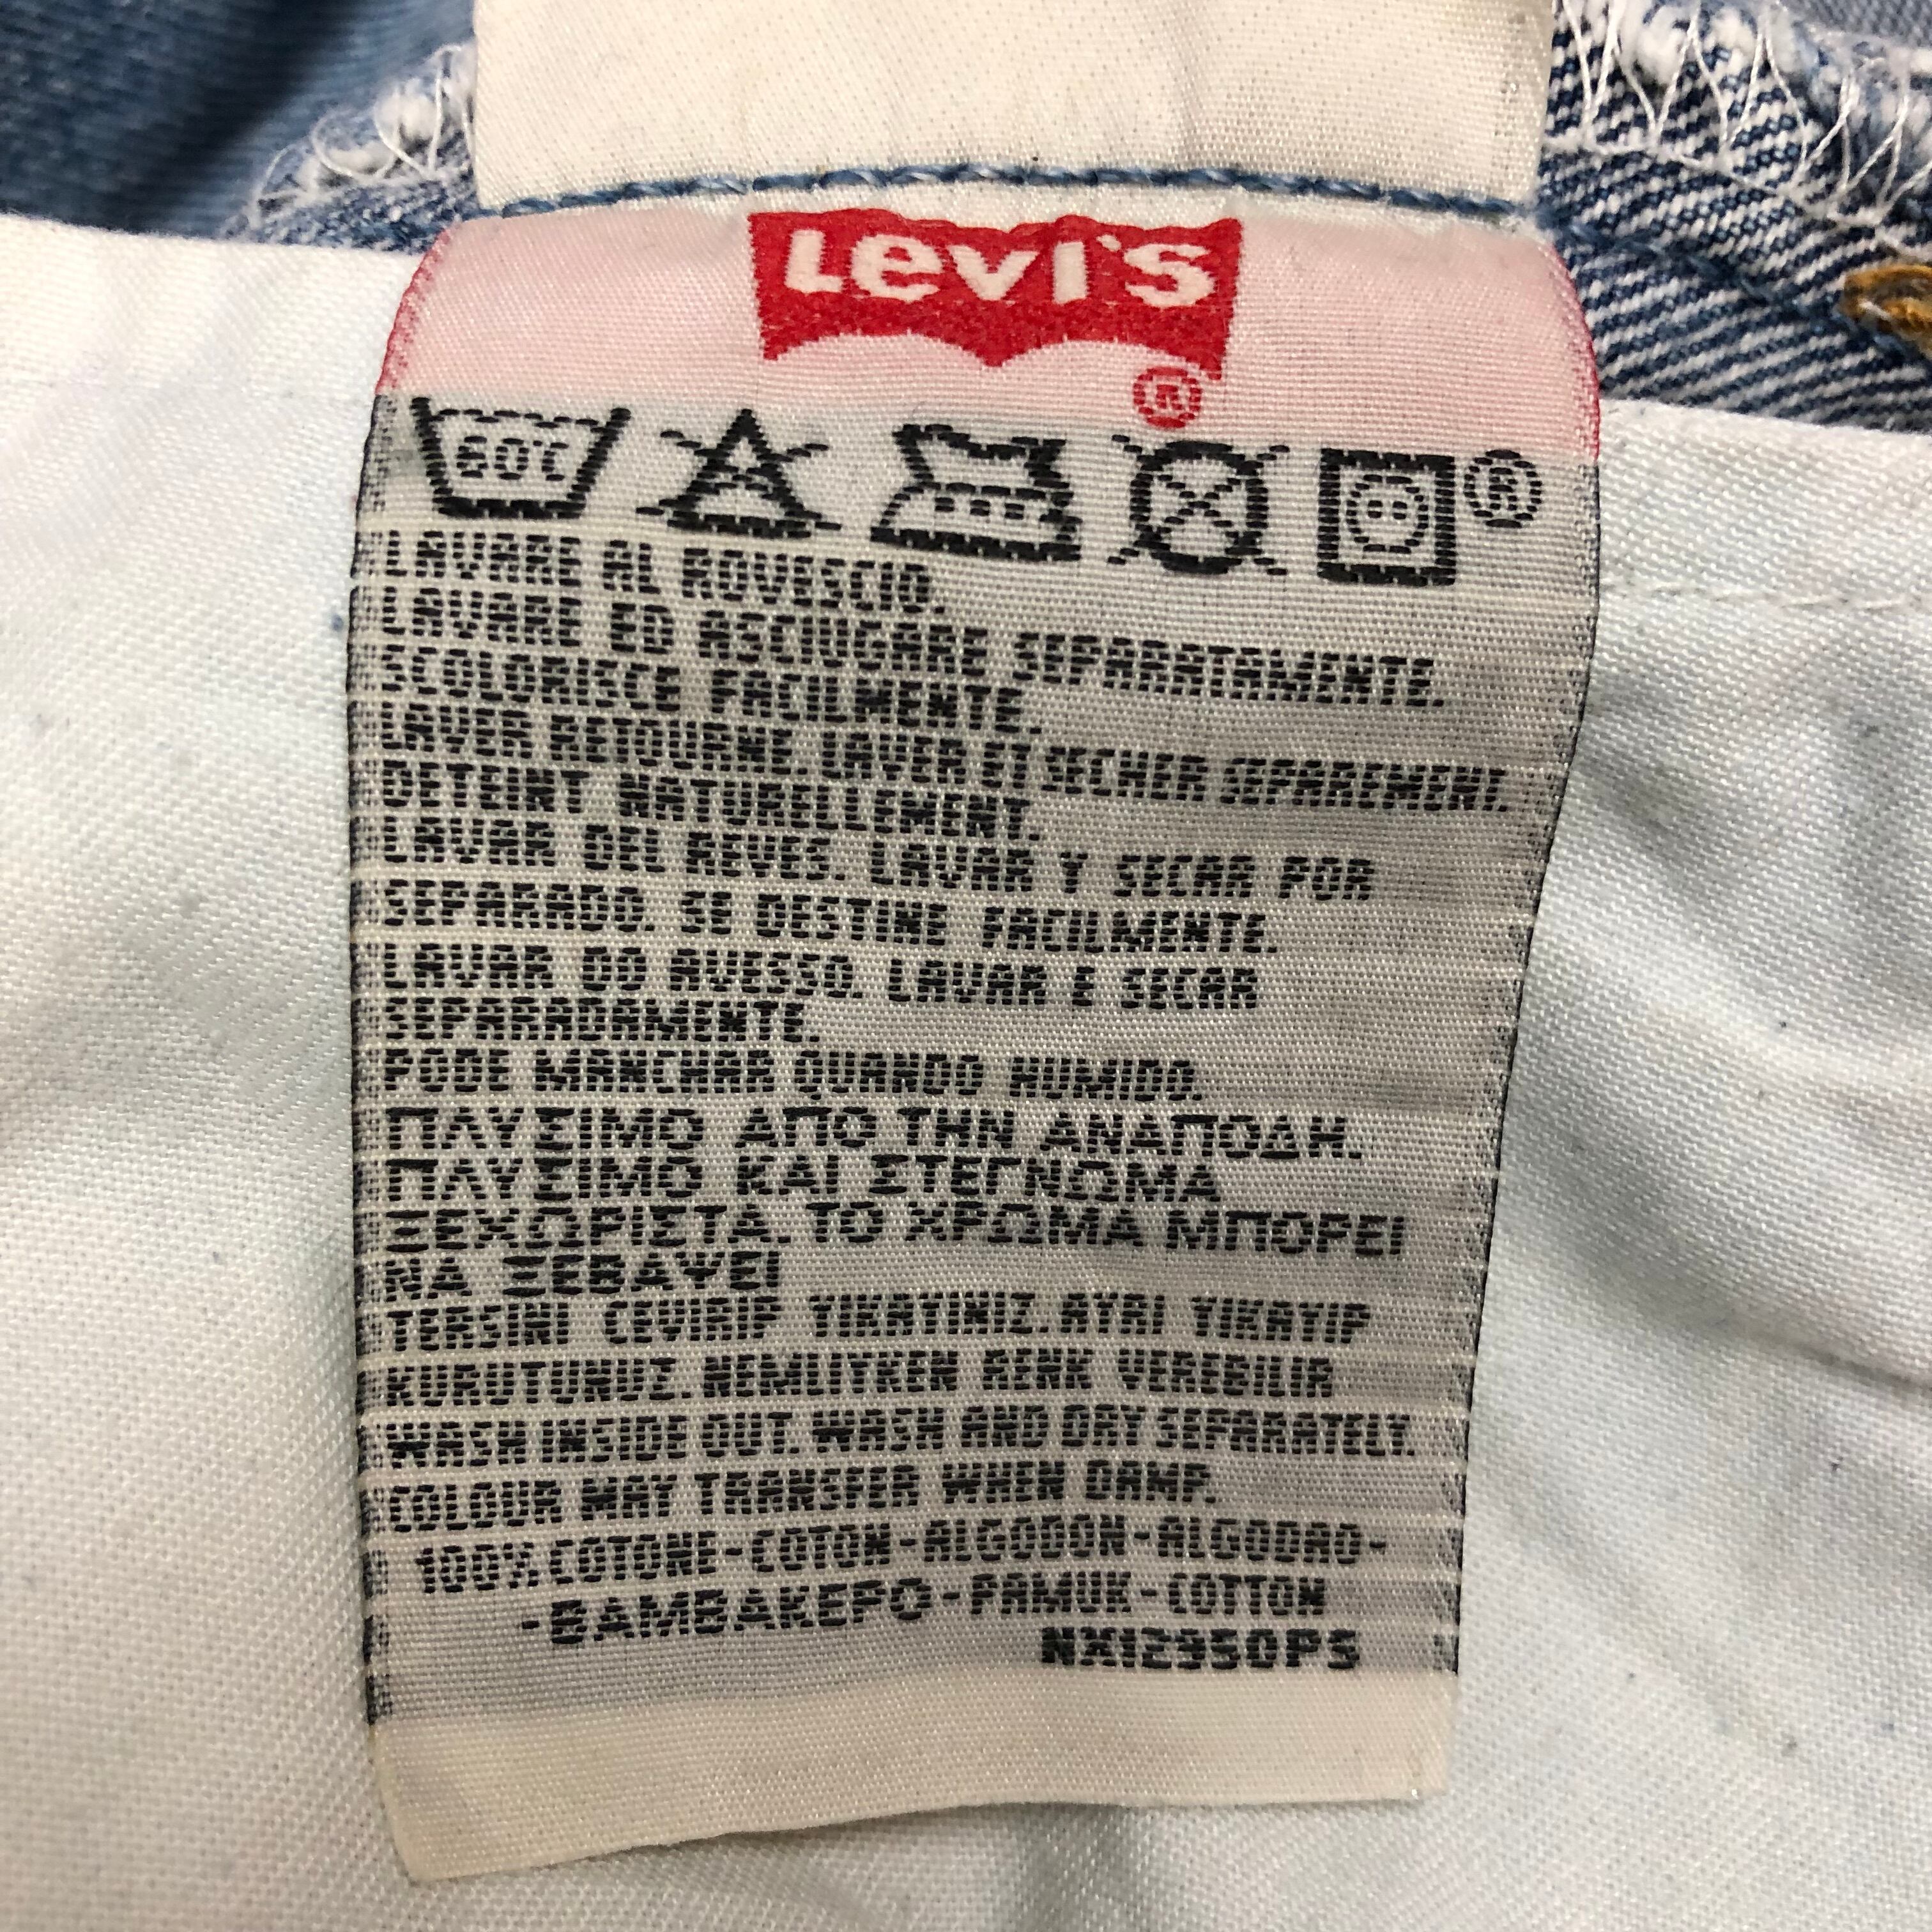 Levi's
®
60°C
®
LAVARE AL ROVESCIO.
LAVARE ED ASCIUGARE SEPARATAMENTE.
SCOLORISCE FACILMENTE.
LAVER RETOURNE. LAVER ET SECHER SEPAREMENT.
DETEINT NATURELLEMENT.
LAVAR DEL REVES. LAVAR Y SECAR POR
SEPARADO. SE DESTINE FACILMENTE.
LAVAR DO AVESSO. LAVAR E SECAR
SEPARADAMENTE.
PODE MANCHAR QUANDO HUMIDO.
ΠΛΥΣΙΜΟ ΑΠΟ ΤΗΝ ΑΝΑΠΟΔΗ.
ΠΛΥΣΙΜΟ ΚΑΙ ΣΤΕΓΝΩΜΑ
ΞΕΧΩΡΙΣΤΑ ΤΟ ΧΡΩΜΑ ΜΠΟΡΕΙ
ΝΑ ΞΕΒΑΨΕΙ
TERSINI CEVIRIP YIKAYINIZ. AYRI YIKAYIP
KURUTUNUZ. NEMLIYKEN RENK VEREBILIR
WASH INSIDE OUT. WASH AND DRY SEPARATELY.
COLOUR MAY TRANSFER WHEN DAMP.
100% COTONE-COTON-ALGODON-ALGODAO-
-ΒΑΜΒΑΚΕΡΟ-PAMUK-COTTON
NX12950PS